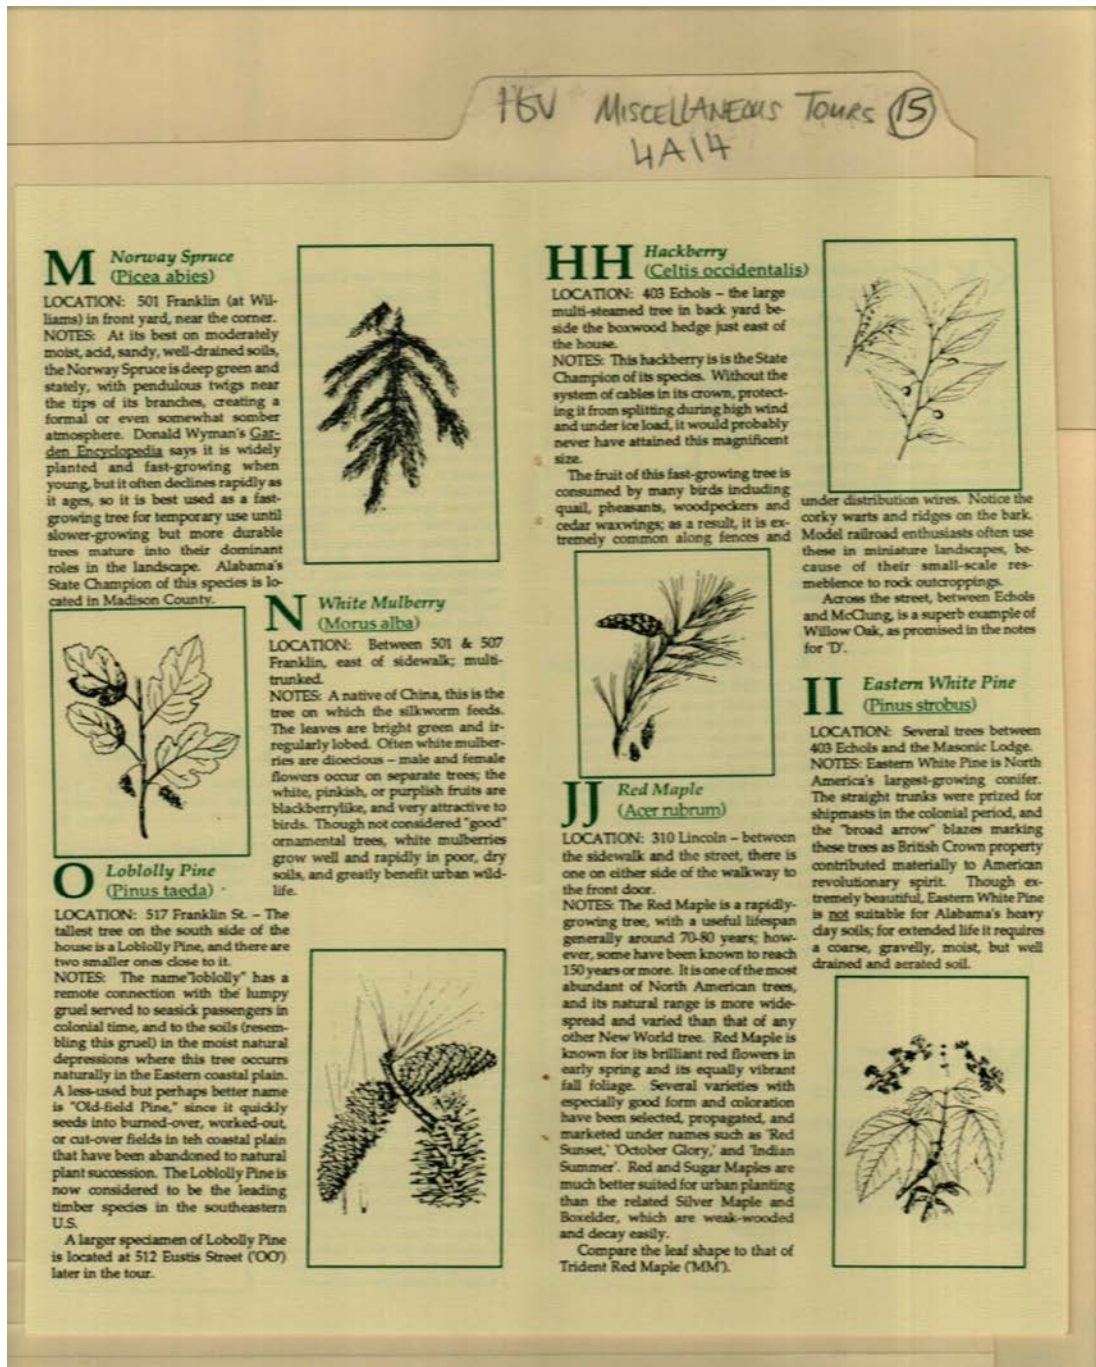 HGV MISCELLANEOUS TOURS 15
4A14
M Norway Spruce
(Picea abies)
LOCATION: 501 Franklin (at Wil-
liams) in front yard, near the corner.
NOTES: At its best on moderately
moist, acid, sandy, well-drained soils,
the Norway Spruce is deep green and
stately, with pendulous twigs near
the tips of its branches, creating a
formal or even somewhat somber
atmosphere. Donald Wyman's Gar-
den Encyclopedia says it is widely
planted and fast-growing when
young, but it often declines rapidly as
it ages, so it is best used as a fast-
growing tree for temporary use until
slower-growing but more durable
trees mature into their dominant
roles in the landscape. Alabama's
State Champion of this species is lo-
cated in Madison County.
N White Mulberry
(Morus alba)
LOCATION: Between 501 & 507
Franklin, east of sidewalk; multi-
trunked.
NOTES: A native of China, this is the
tree on which the silkworm feeds.
The leaves are bright green and ir-
regularly lobed. Often white mulber-
ries are dioecious – male and female
flowers occur on separate trees; the
white, pinkish, or purplish fruits are
blackberrylike, and very attractive to
birds. Though not considered "good"
ornamental trees, white mulberries
grow well and rapidly in poor, dry
soils, and greatly benefit urban wild-
life.
O Loblolly Pine
(Pinus taeda)
LOCATION: 517 Franklin St. – The
tallest tree on the south side of the
house is a Loblolly Pine, and there are
two smaller ones close to it.
NOTES: The name "loblolly" has a
remote connection with the lumpy
gruel served to seasick passengers in
colonial time, and to the soils (resem-
bling this gruel) in the moist natural
depressions where this tree occurrs
naturally in the Eastern coastal plain.
A less-used but perhaps better name
is "Old-field Pine," since it quickly
seeds into burned-over, worked-out,
or cut-over fields in teh coastal plain
that have been abandoned to natural
plant succession. The Loblolly Pine is
now considered to be the leading
timber species in the southeastern
U.S.
A larger speciamen of Lobolly Pine
is located at 512 Eustis Street ('OO')
later in the tour.
HH Hackberry
(Celtis occidentalis)
LOCATION: 403 Echols – the large
multi-steamed tree in back yard be-
side the boxwood hedge just east of
the house.
NOTES: This hackberry is is the State
Champion of its species. Without the
system of cables in its crown, protect-
ing it from splitting during high wind
and under ice load, it would probably
never have attained this magnificent
size.
The fruit of this fast-growing tree is
consumed by many birds including
quail, pheasants, woodpeckers and
cedar waxwings; as a result, it is ex-
tremely common along fences and
under distribution wires. Notice the
corky warts and ridges on the bark.
Model railroad enthusiasts often use
these in miniature landscapes, be-
cause of their small-scale res-
meblence to rock outcroppings.
Across the street, between Echols
and McClung, is a superb example of
Willow Oak, as promised in the notes
for 'D'.
II Eastern White Pine
(Pinus strobus)
LOCATION: Several trees between
403 Echols and the Masonic Lodge.
NOTES: Eastern White Pine is North
America's largest-growing conifer.
The straight trunks were prized for
shipmasts in the colonial period, and
the "broad arrow" blazes marking
these trees as British Crown property
contributed materially to American
revolutionary spirit. Though ex-
tremely beautiful, Eastern White Pine
is not suitable for Alabama's heavy
clay soils; for extended life it requires
a coarse, gravelly, moist, but well
drained and aerated soil.
JJ Red Maple
(Acer rubrum)
LOCATION: 310 Lincoln – between
the sidewalk and the street, there is
one on either side of the walkway to
the front door.
NOTES: The Red Maple is a rapidly-
growing tree, with a useful lifespan
generally around 70-80 years; how-
ever, some have been known to reach
150 years or more. It is one of the most
abundant of North American trees,
and its natural range is more wide-
spread and varied than that of any
other New World tree. Red Maple is
known for its brilliant red flowers in
early spring and its equally vibrant
fall foliage. Several varieties with
especially good form and coloration
have been selected, propagated, and
marketed under names such as 'Red
Sunset,' 'October Glory,' and 'Indian
Summer'. Red and Sugar Maples are
much better suited for urban planting
than the related Silver Maple and
Boxelder, which are weak-wooded
and decay easily.
Compare the leaf shape to that of
Trident Red Maple ('MM').